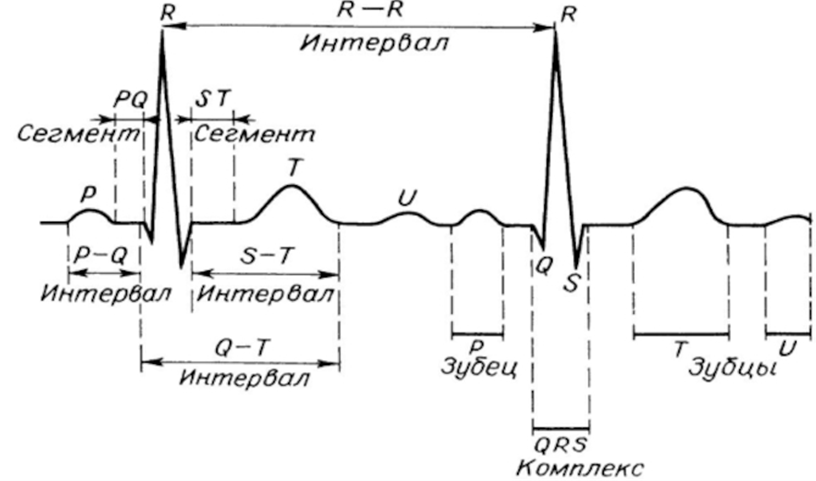 R R – R R
Интервал
PQ ST
Сегмент Сегмент
P T U
Q
S
P–Q S–T
Интервал Интервал
Q–T P T U
Интервал Зубец Зубцы
QRS
Комплекс